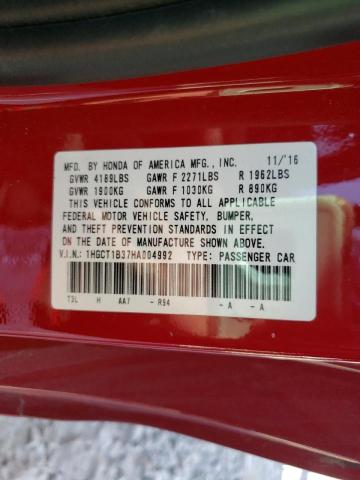 MFD. BY HONDA OF AMERICA MFG., INC. 11/'16
GVWR 4189LBS GAWR F 2271LBS R 1962LBS
GVWR 1900KG GAWR F 1030KG R 890KG
THIS VEHICLE CONFORMS TO ALL APPLICABLE
FEDERAL MOTOR VEHICLE SAFETY, BUMPER,
AND THEFT PREVENTION STANDARDS IN EFFECT
ON THE DATE OF MANUFACTURE SHOWN ABOVE.
V.I.N.: 1HGCT1B37HA004992 TYPE: PASSENGER CAR
T3L H AA7 - R94 - A - A